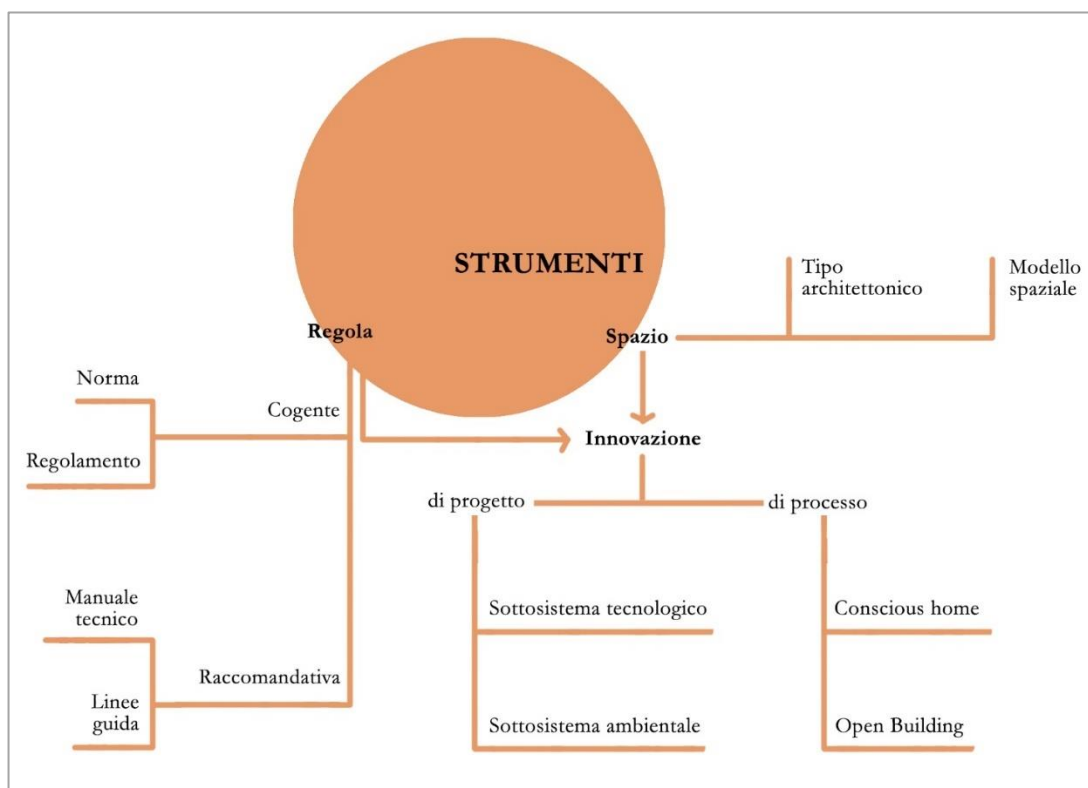 STRUMENTI
Regola
Spazio
Tipo
architettonico
Modello
spaziale
Norma
Cogente
Regolamento
Innovazione
di progetto
di processo
Manuale
tecnico
Raccomandativa
Linee
guida
Sottosistema tecnologico
Conscious home
Sottosistema ambientale
Open Building